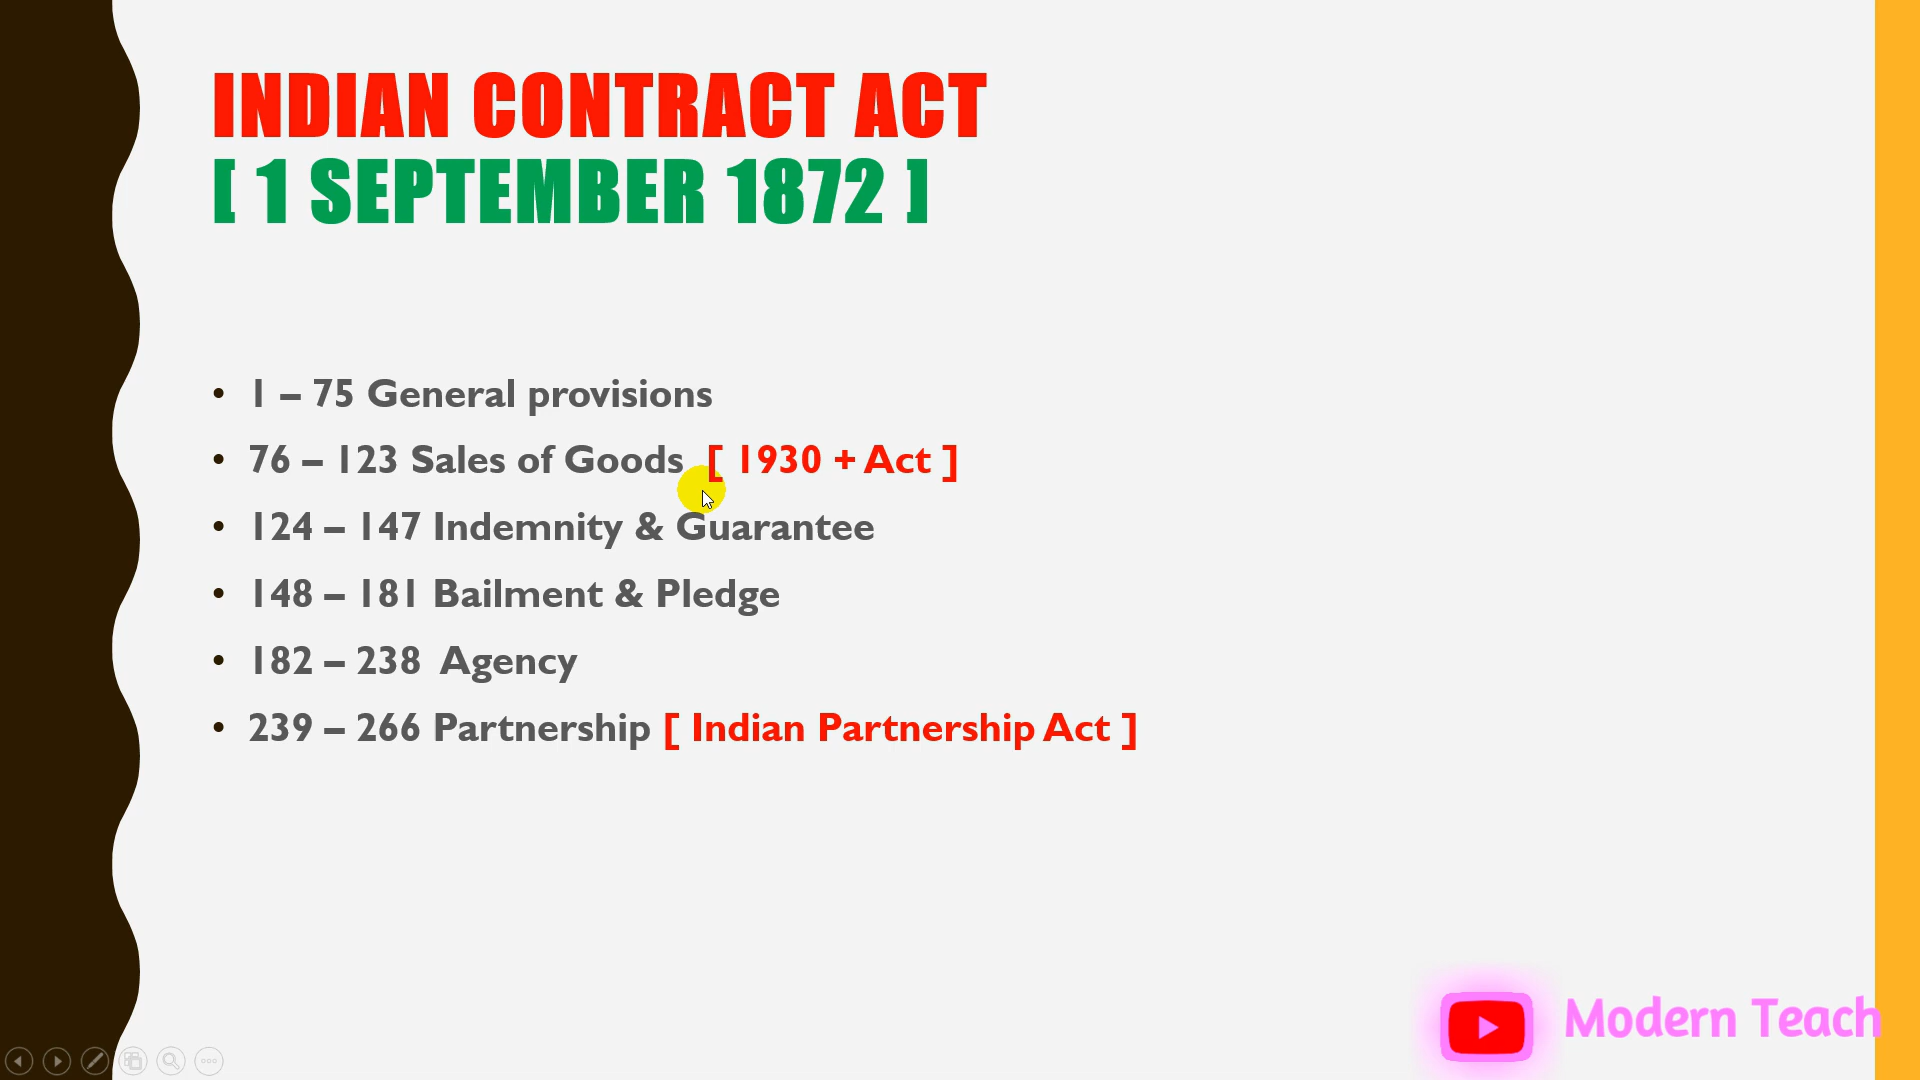 INDIAN CONTRACT ACT
[ 1 SEPTEMBER 1872 ]
• 1 – 75 General provisions
• 76 – 123 Sales of Goods [ 1930 + Act ]
• 124 – 147 Indemnity & Guarantee
• 148 – 181 Bailment & Pledge
• 182 – 238 Agency
• 239 – 266 Partnership [ Indian Partnership Act ]
Modern Teach